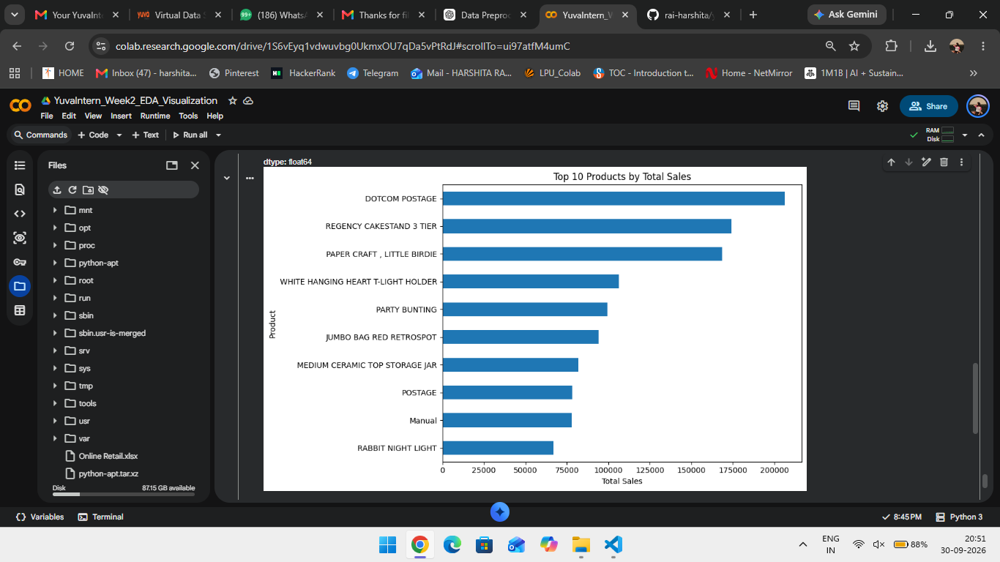 Your YuvaInte
Virtual Data S
99+
(186) WhatsA
Thanks for fil
Data Preproc
YuvaIntern_W
rai-harshita/y
Ask Gemini
colab.research.google.com/drive/1S6vEyq1vdwuvbg0UkmxOU7qDa5vPtRdJ#scrollTo=ui97atfM4umC
HOME
Inbox (47) - harshita...
Pinterest
HackerRank
Telegram
Mail - HARSHITA RA...
LPU_Colab
TOC - Introduction t...
Home - NetMirror
1M1B | AI + Sustain...
YuvaIntern_Week2_EDA_Visualization
File Edit View Insert Runtime Tools Help
Share
Commands + Code + Text Run all
RAM
Disk
Files
mnt
opt
proc
python-apt
root
run
sbin
sbin.usr-is-merged
srv
sys
tmp
tools
usr
var
Online Retail.xlsx
python-apt.tar.xz
Disk 87.15 GB available
dtype: float64
Top 10 Products by Total Sales
Product
DOTCOM POSTAGE
REGENCY CAKESTAND 3 TIER
PAPER CRAFT , LITTLE BIRDIE
WHITE HANGING HEART T-LIGHT HOLDER
PARTY BUNTING
JUMBO BAG RED RETROSPOT
MEDIUM CERAMIC TOP STORAGE JAR
POSTAGE
Manual
RABBIT NIGHT LIGHT
0 25000 50000 75000 100000 125000 150000 175000 200000
Total Sales
Variables Terminal
8:45 PM Python 3
ENG
IN
88%
20:51
30-09-2026